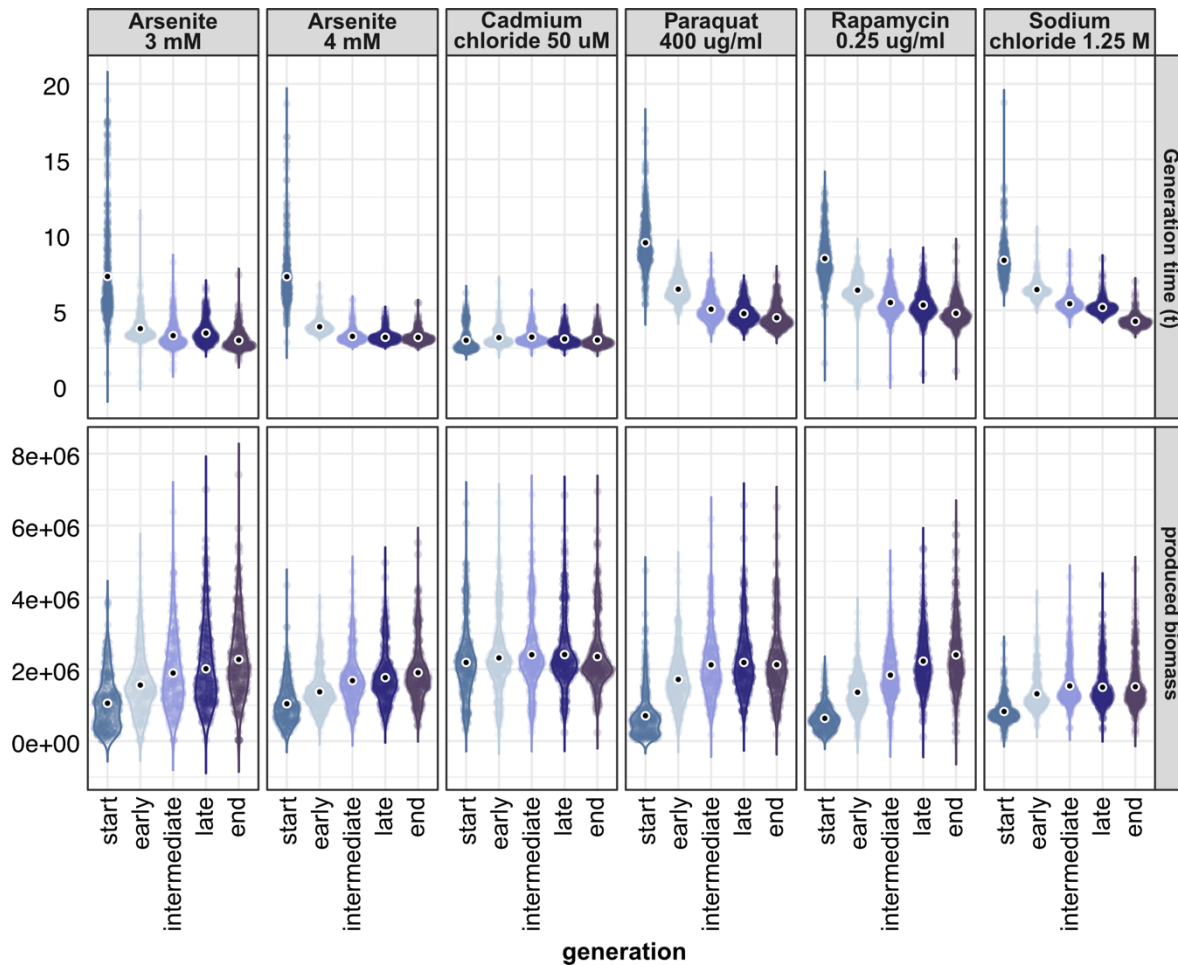 Arsenite
3 mM
Arsenite
4 mM
Cadmium
chloride 50 uM
Paraquat
400 ug/ml
Rapamycin
0.25 ug/ml
Sodium
chloride 1.25 M
20
15
10
5
0
Generation time (t)
8e+06
6e+06
4e+06
2e+06
0e+00
produced biomass
start
early
intermediate
late
end
start
early
intermediate
late
end
start
early
intermediate
late
end
start
early
intermediate
late
end
start
early
intermediate
late
end
start
early
intermediate
late
end
generation